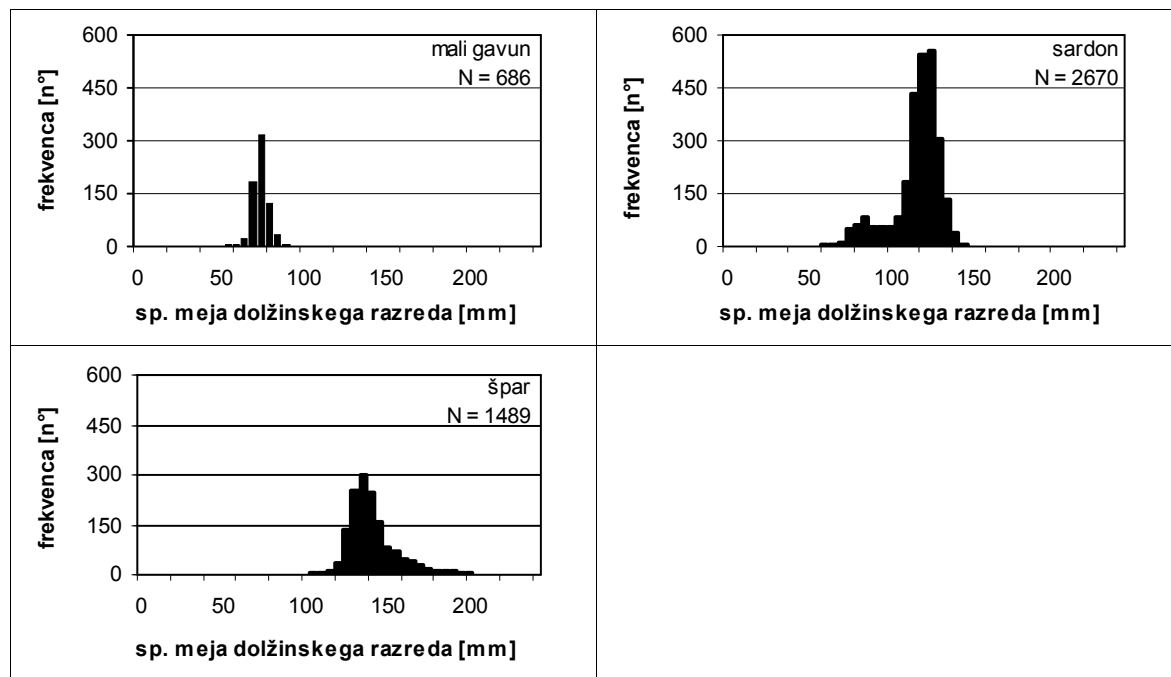 mali gavun
N = 686
600
450
300
150
0
frekvenca [n°]
0 50 100 150 200
sp. meja dolžinskega razreda [mm]
sardon
N = 2670
600
450
300
150
0
frekvenca [n°]
0 50 100 150 200
sp. meja dolžinskega razreda [mm]
špar
N = 1489
600
450
300
150
0
frekvenca [n°]
0 50 100 150 200
sp. meja dolžinskega razreda [mm]